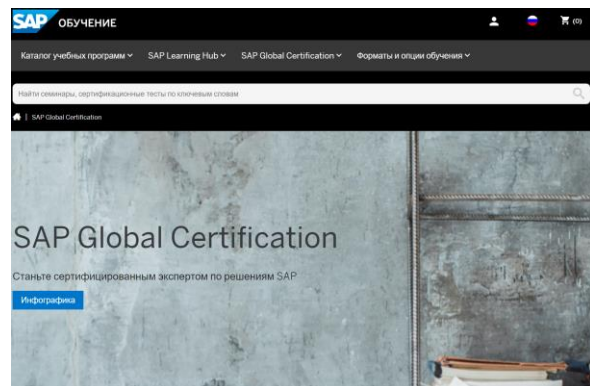 SAP ОБУЧЕНИЕ
(0)
Каталог учебных программ SAP Learning Hub SAP Global Certification Форматы и опции обучения
Найти семинары, сертификационные тесты по ключевым словам
| SAP Global Certification
SAP Global Certification
Станьте сертифицированным экспертом по решениям SAP
Инфографика